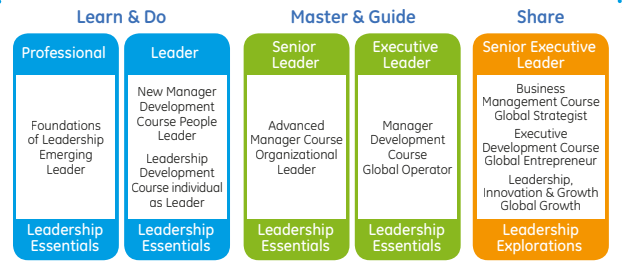 Learn & Do
Professional
Foundations
of Leadership
Emerging
Leader
Leadership
Essentials
Leader
New Manager
Development
Course People
Leader
Leadership
Development
Course individual
as Leader
Leadership
Essentials
Master & Guide
Senior
Leader
Advanced
Manager Course
Organizational
Leader
Leadership
Essentials
Executive
Leader
Manager
Development
Course
Global Operator
Leadership
Essentials
Share
Senior Executive
Leader
Business
Management Course
Global Strategist
Executive
Development Course
Global Entrepreneur
Leadership,
Innovation & Growth
Global Growth
Leadership
Explorations